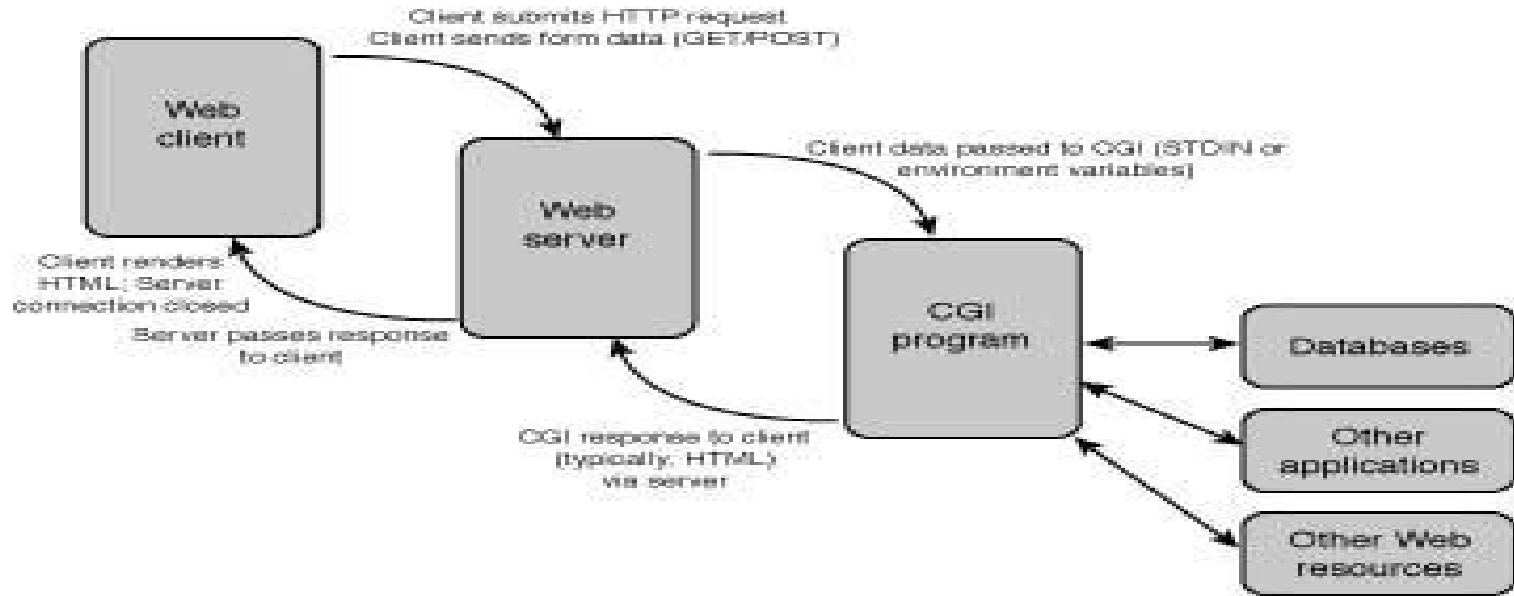 Client submits HTTP request
Client sends form data (GET/POST)
Web
client
Client data passed to CGI (STDIN or
environment variables)
Web
server
Client renders
HTML; Server
connection closed
Server passes response
to client
CGI
program
Databases
CGI response to client
(typically, HTML)
via server
Other
applications
Other Web
resources